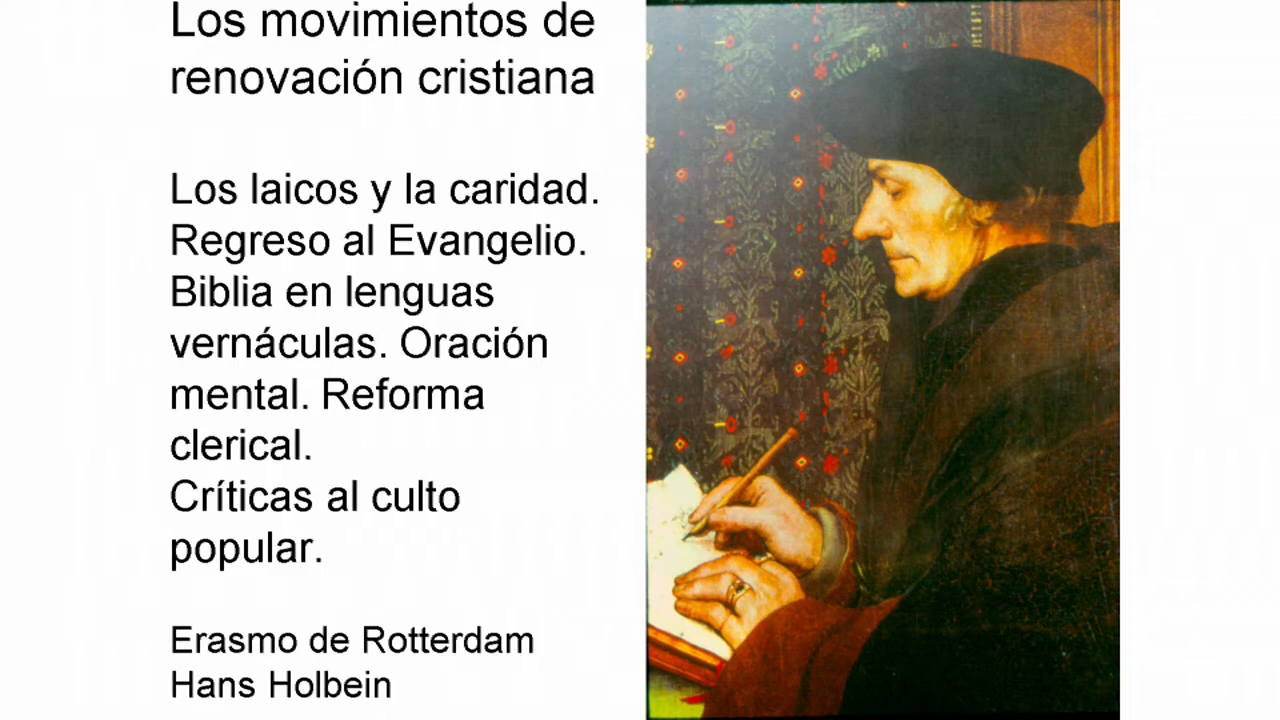 Los movimientos de
renovación cristiana
Los laicos y la caridad.
Regreso al Evangelio.
Biblia en lenguas
vernáculas. Oración
mental. Reforma
clerical.
Críticas al culto
popular.
Erasmo de Rotterdam
Hans Holbein